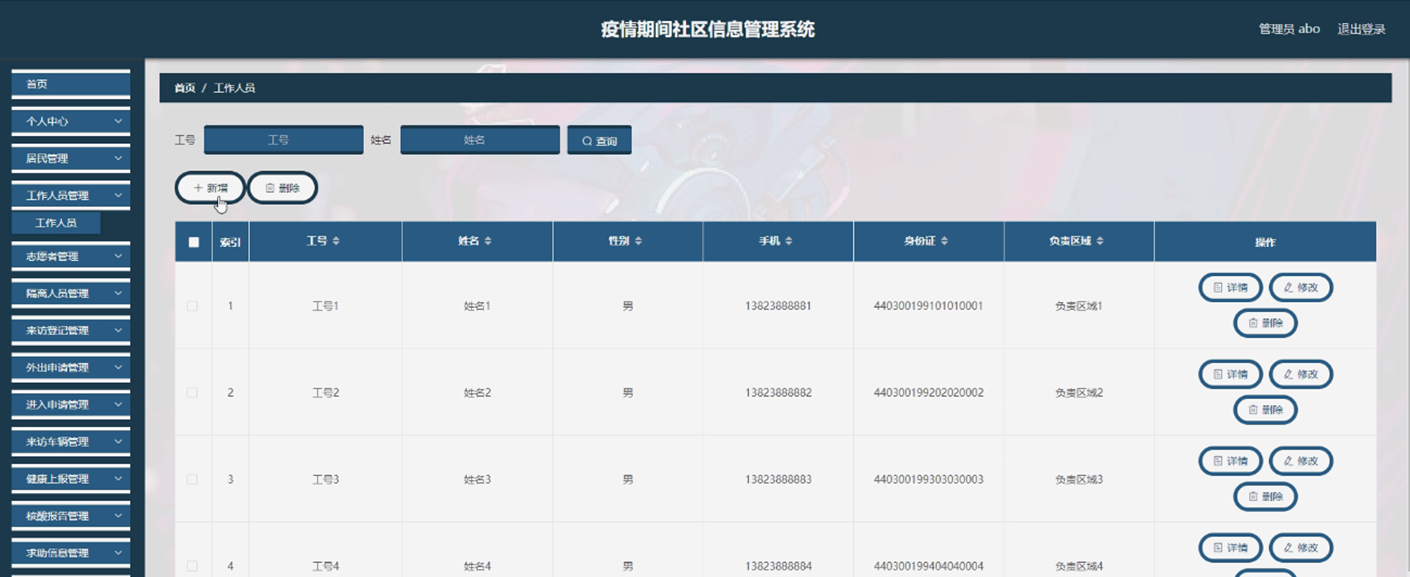 疫情期间社区信息管理系统
管理员 abo 退出登录
首页
个人中心
居民管理
工作人员管理
工作人员
志愿者管理
隔离人员管理
来访登记管理
外出申请管理
进入申请管理
来访车辆管理
健康上报管理
核酸报告管理
求助信息管理
首页 / 工作人员
工号 工号 姓名 姓名 查询
新增 删除
索引 工号 姓名 性别 手机 身份证 负责区域 操作
1 工号1 姓名1 男 13823888881 440300199101010001 负责区域1 详情 修改
删除
2 工号2 姓名2 男 13823888882 440300199202020002 负责区域2 详情 修改
删除
3 工号3 姓名3 男 13823888883 440300199303030003 负责区域3 详情 修改
删除
4 工号4 姓名4 男 13823888884 440300199404040004 负责区域4 详情 修改